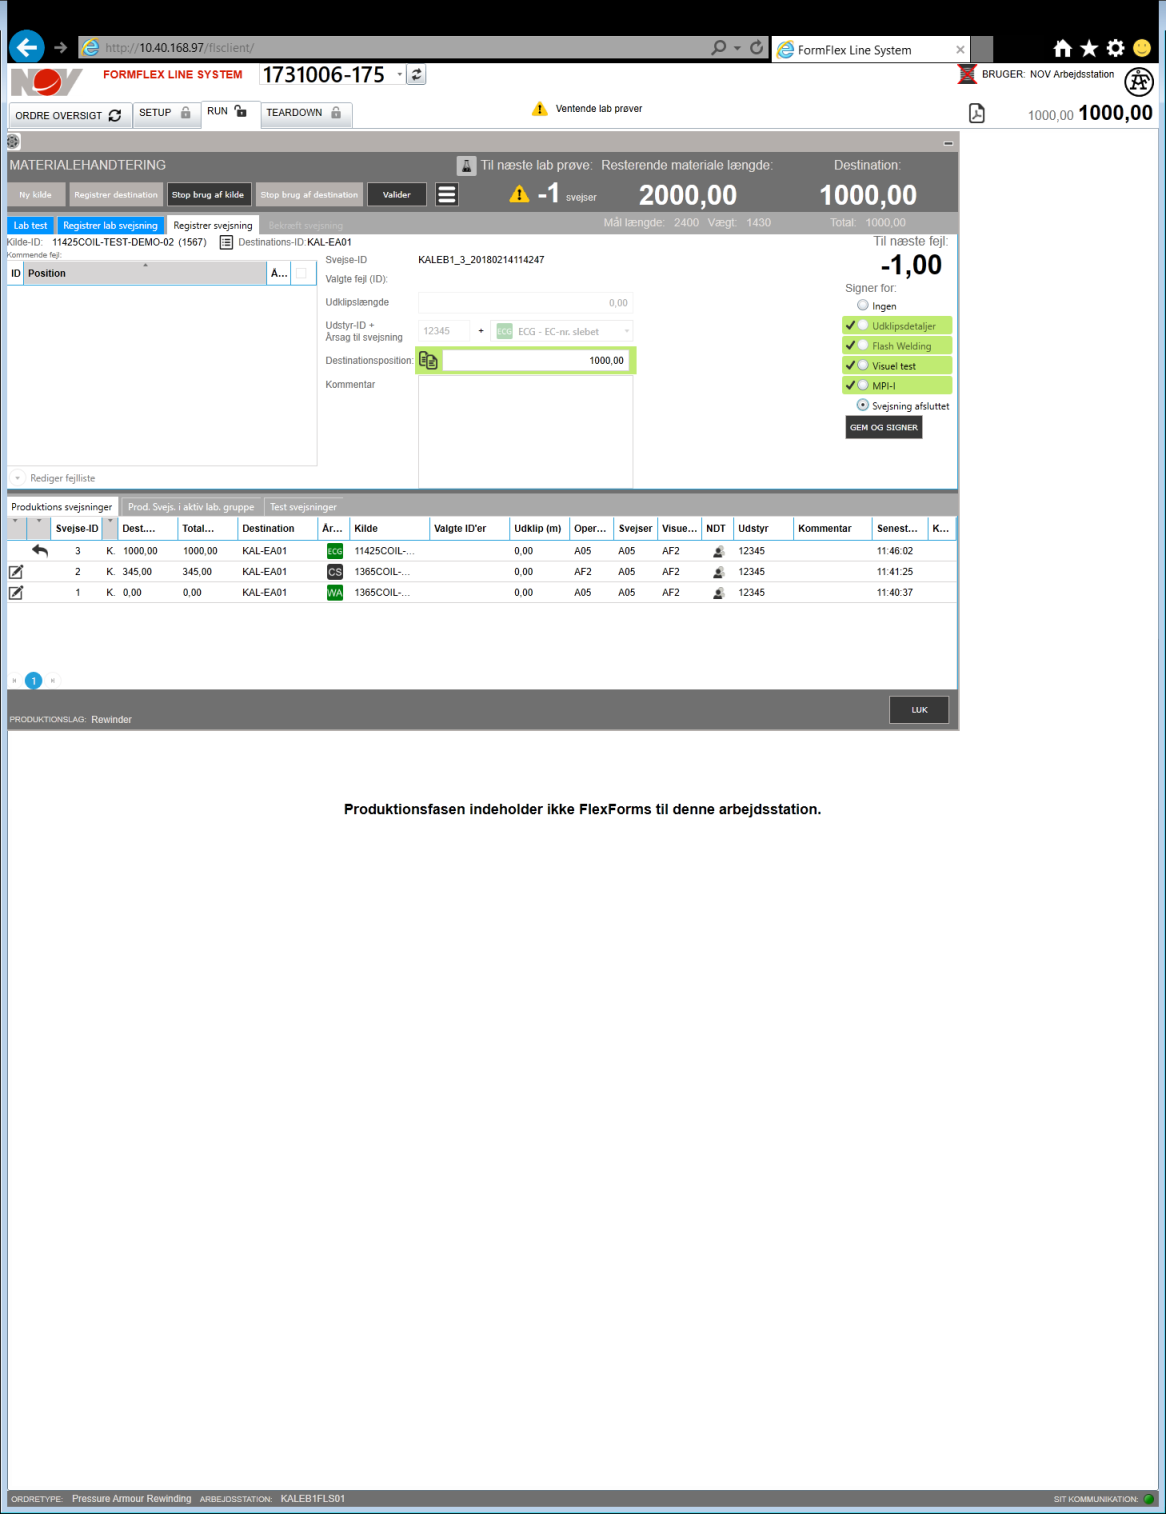 http://10.40.168.97/fisclient/
FormFlex Line System
NOV
FORMFLEX LINE SYSTEM
1731006-175
BRUGER: NOV Arbejdsstation
ORDRE OVERSIGT
SETUP
RUN
TEARDOWN
Ventende lab prøver
1000,00 1000,00
MATERIALEHANDTERING
Til næste lab prøve:
Resterende materiale længde:
Destination:
Ny kilde
Registrer destination
Stop brug af kilde
Stop brug af destination
Valider
-1 svejser
2000,00
1000,00
Lab test
Registrer lab svejsning
Registrer svejsning
Bekræft svejsning
Mål længde: 2400 Vægt: 1430
Total: 1000,00
Kilde-ID: 11425COIL-TEST-DEMO-02 (1567)
Destinations-ID: KAL-EA01
Til næste fejl:
-1,00
Kommende fejl:
ID Position
Å...
Svejse-ID
KALEB1_3_20180214114247
Valgte fejl (ID):
Udklipslængde
0,00
Udstyr-ID +
Årsag til svejsning
12345 + ECG ECG - EC-nr. slebet
Destinationsposition:
1000,00
Kommentar
Signer for:
Ingen
Udklipsdetaljer
Flash Welding
Visuel test
MPI-I
Svejsning afsluttet
GEM OG SIGNER
Rediger fejlliste
Produktions svejsninger
Prod. Svejs. i aktiv lab. gruppe
Test svejsninger
Svejse-ID Dest.... Total... Destination År... Kilde Valgte ID'er Udklip (m) Oper... Svejser Visue... NDT Udstyr Kommentar Senest... K...
3 K. 1000,00 1000,00 KAL-EA01 ECG 11425COIL-... 0,00 A05 A05 AF2 12345 11:46:02
2 K. 345,00 345,00 KAL-EA01 CS 1365COIL-... 0,00 AF2 A05 AF2 12345 11:41:25
1 K. 0,00 0,00 KAL-EA01 WA 1365COIL-... 0,00 A05 A05 AF2 12345 11:40:37
1
PRODUKTIONSLAG: Rewinder
LUK
Produktionsfasen indeholder ikke FlexForms til denne arbejdsstation.
ORDRETYPE: Pressure Armour Rewinding ARBEJDSSTATION: KALEB1FLS01
SIT KOMMUNIKATION: